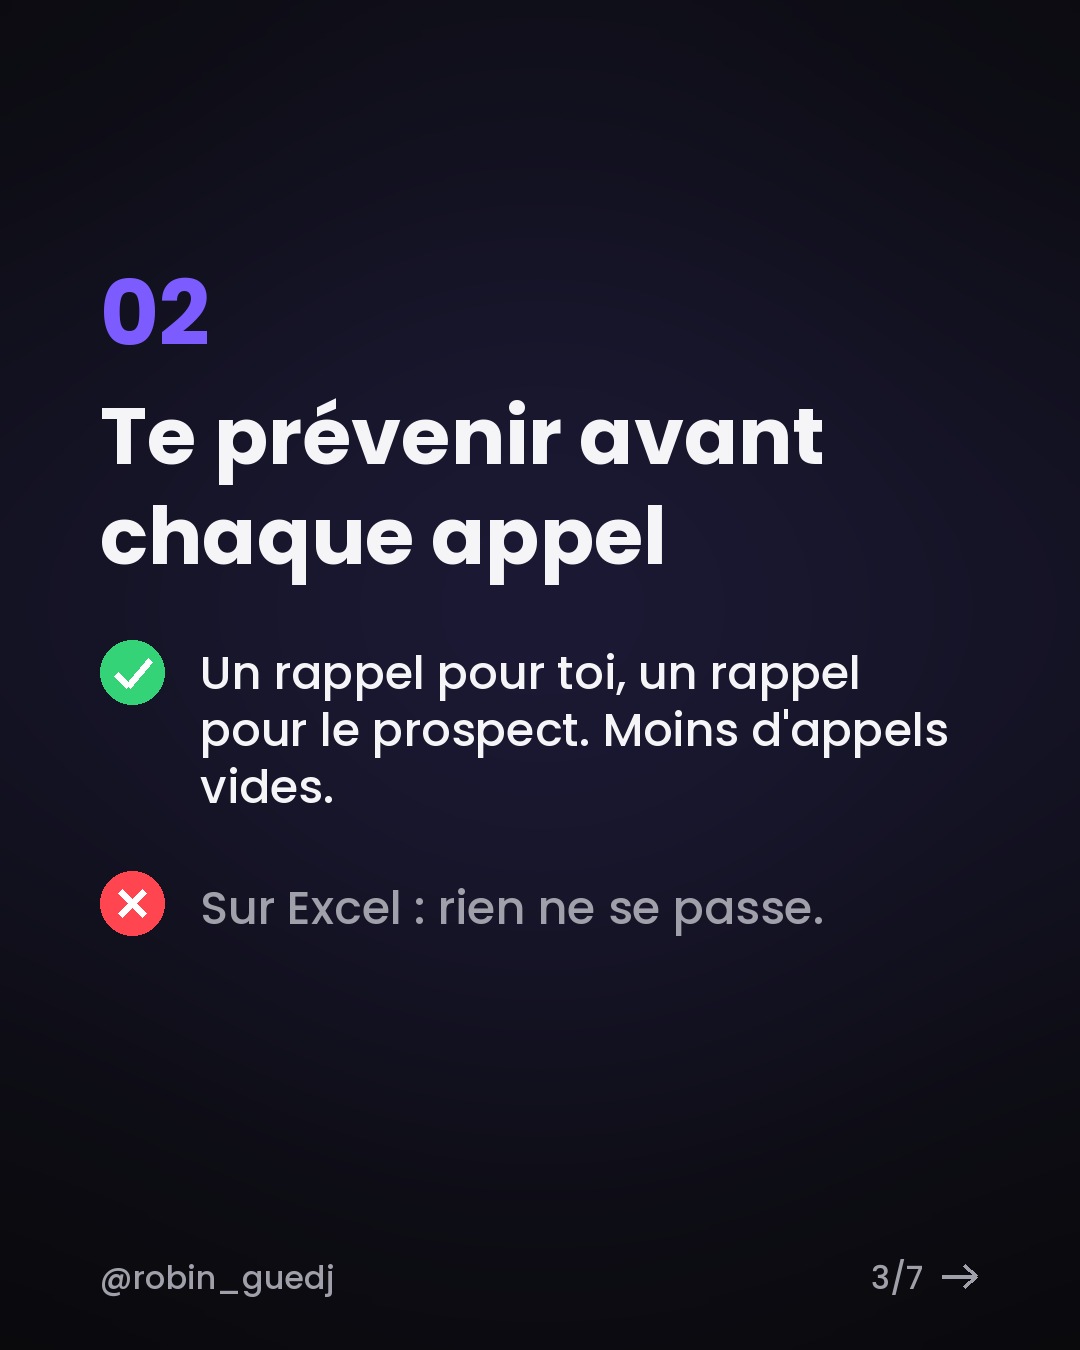 02
Te prévenir avant
chaque appel
Un rappel pour toi, un rappel
pour le prospect. Moins d'appels
vides.
Sur Excel : rien ne se passe.
@robin_guedj
3/7 →